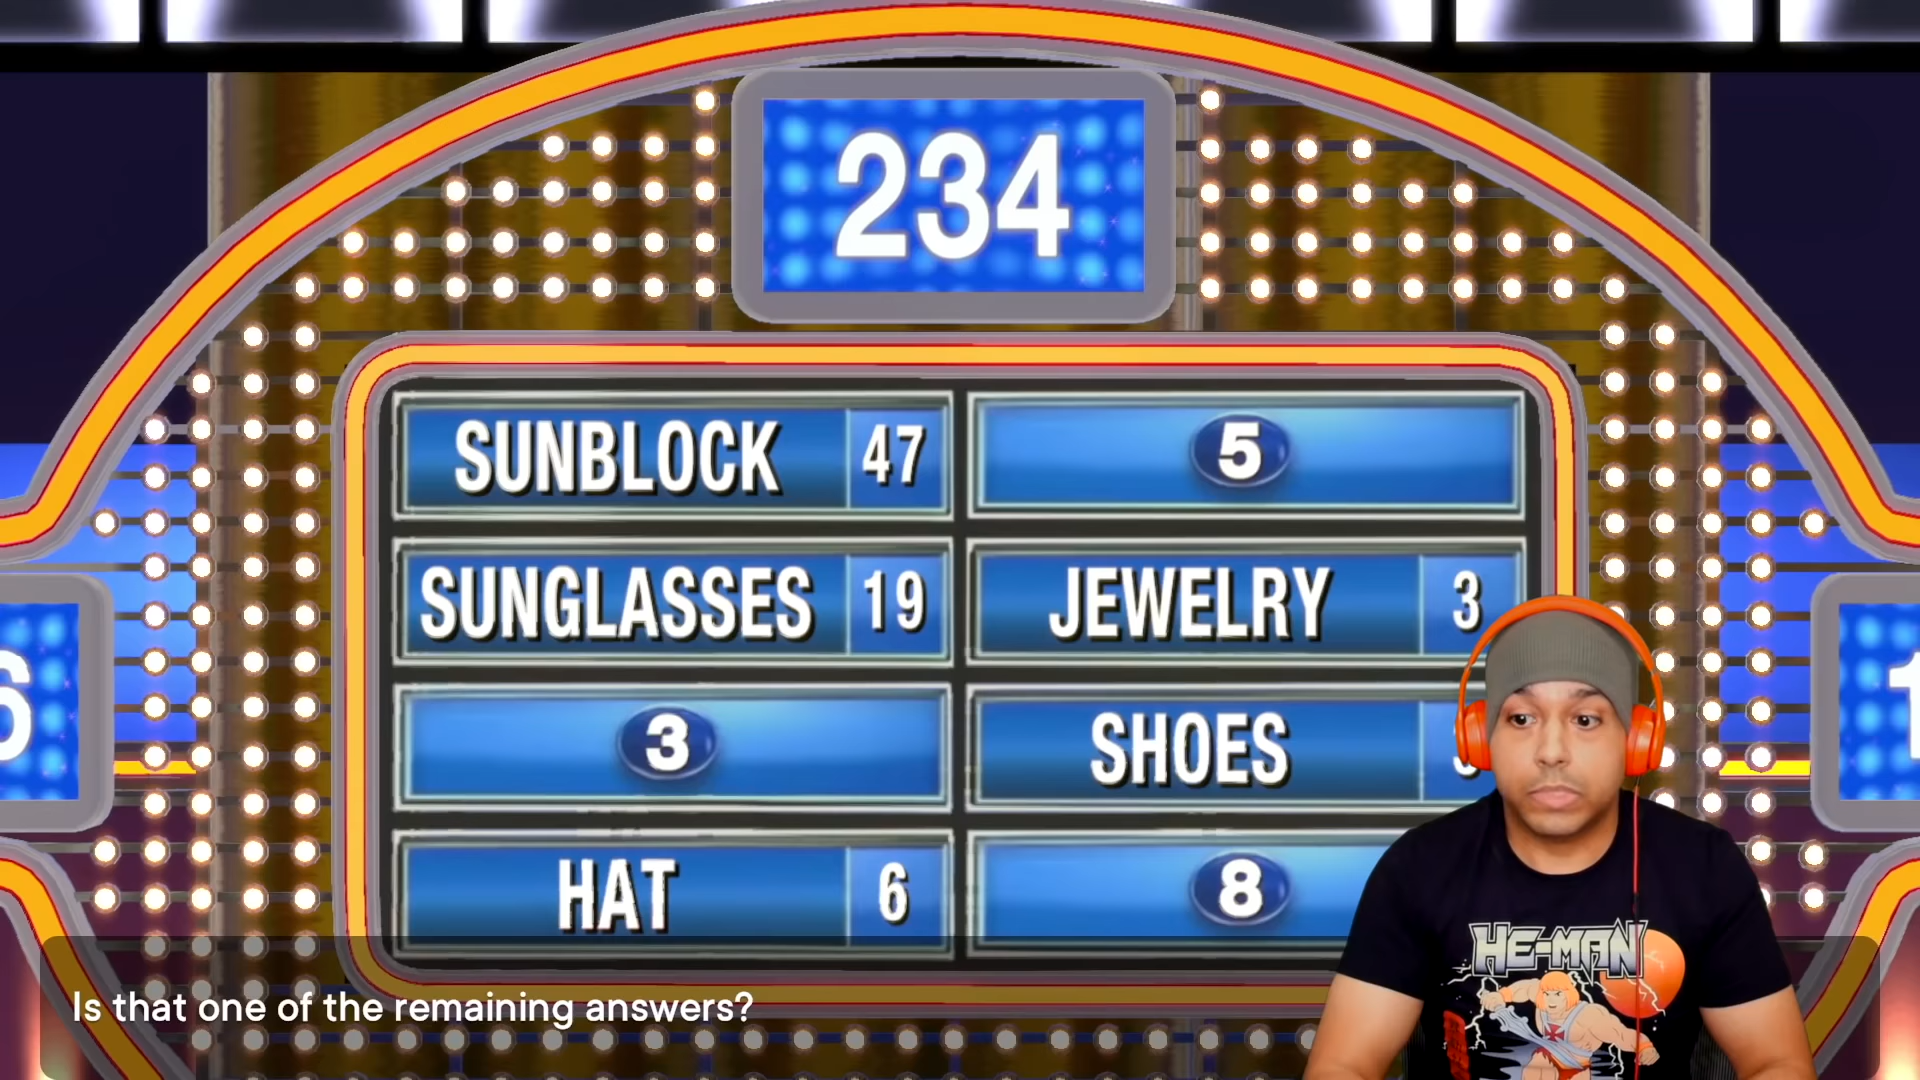 234
SUNBLOCK 47
5
SUNGLASSES 19
JEWELRY 3
3
SHOES
HAT 6
8
6
HE-MAN
Is that one of the remaining answers?